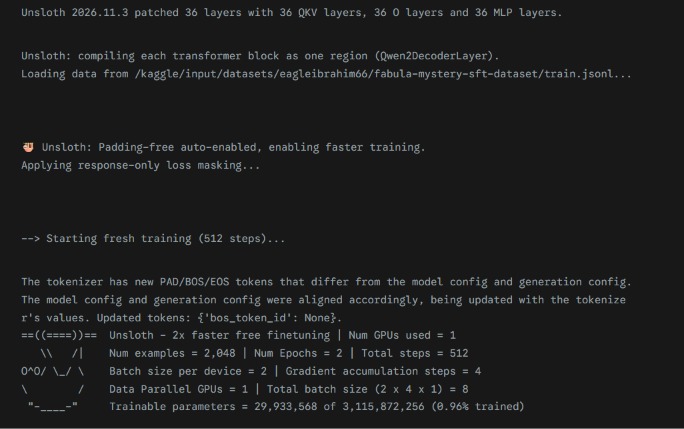 Unsloth 2026.11.3 patched 36 layers with 36 QKV layers, 36 O layers and 36 MLP layers.
Unsloth: compiling each transformer block as one region (Qwen2DecoderLayer).
Loading data from /kaggle/input/datasets/eagleibrahim66/fabula-mystery-sft-dataset/train.jsonl...
🦥 Unsloth: Padding-free auto-enabled, enabling faster training.
Applying response-only loss masking...
--> Starting fresh training (512 steps)...
The tokenizer has new PAD/BOS/EOS tokens that differ from the model config and generation config.
The model config and generation config were aligned accordingly, being updated with the tokenize
r's values. Updated tokens: {'bos_token_id': None}.
==((====))==  Unsloth - 2x faster free finetuning | Num GPUs used = 1
   \\   /|    Num examples = 2,048 | Num Epochs = 2 | Total steps = 512
O^O/ \_/ \    Batch size per device = 2 | Gradient accumulation steps = 4
\        /    Data Parallel GPUs = 1 | Total batch size (2 x 4 x 1) = 8
 "-____-"     Trainable parameters = 29,933,568 of 3,115,872,256 (0.96% trained)